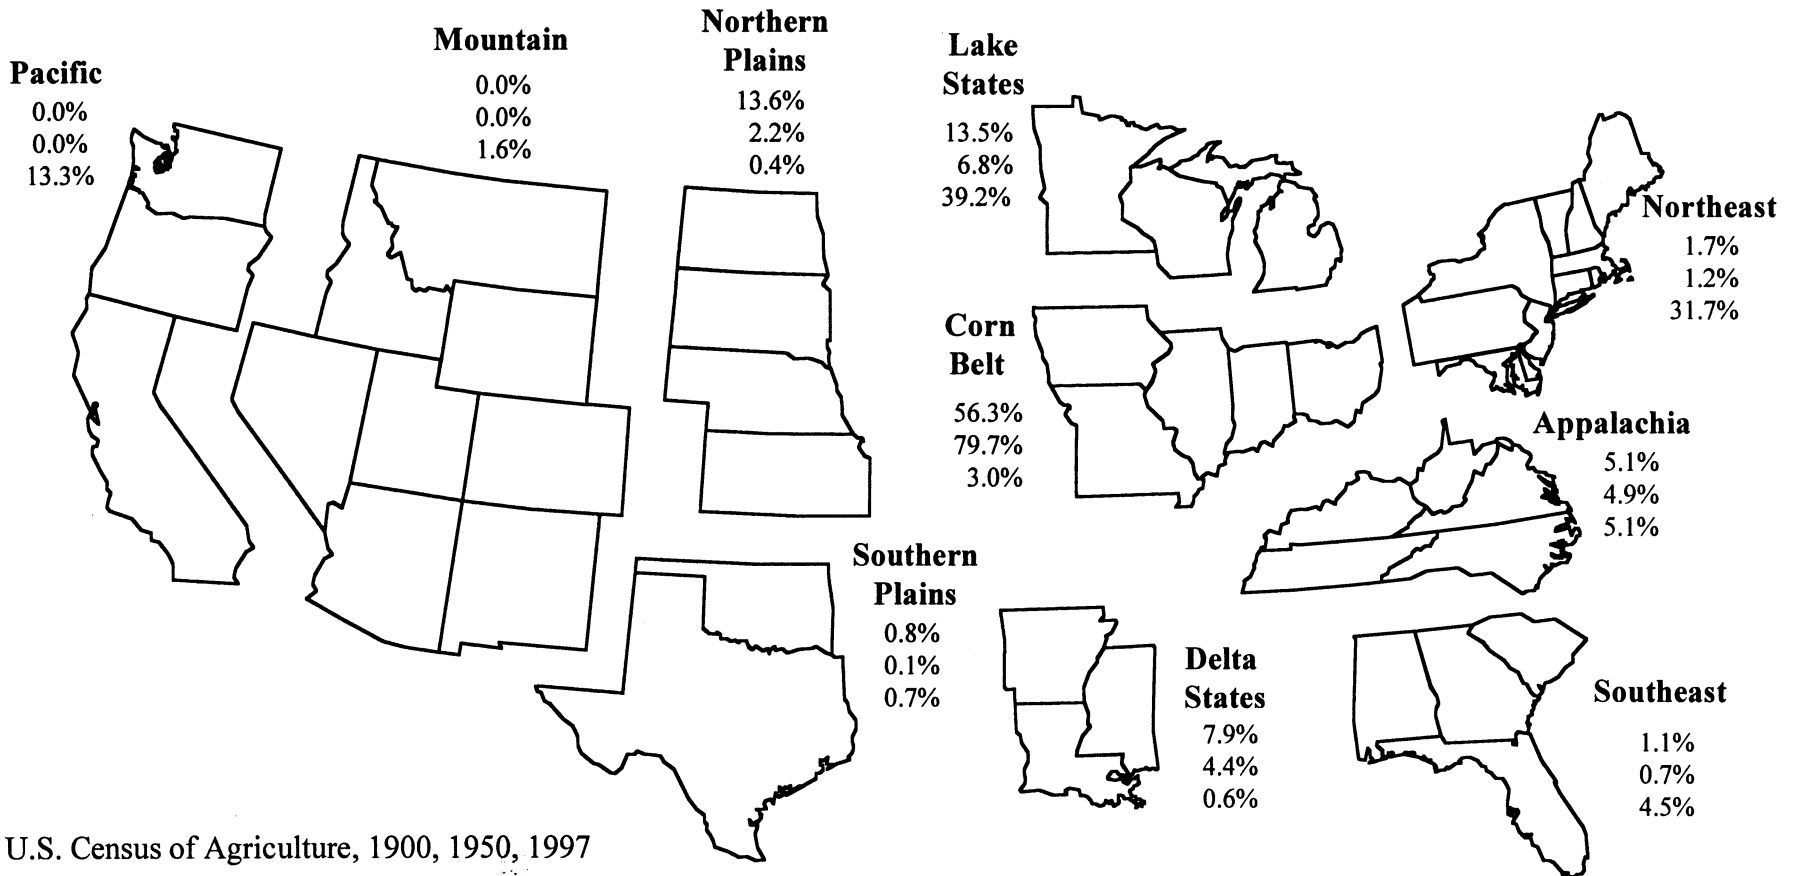 Pacific
0.0%
0.0%
13.3%
Mountain
0.0%
0.0%
1.6%
Northern
Plains
13.6%
2.2%
0.4%
Lake
States
13.5%
6.8%
39.2%
Northeast
1.7%
1.2%
31.7%
Corn
Belt
56.3%
79.7%
3.0%
Appalachia
5.1%
4.9%
5.1%
Southern
Plains
0.8%
0.1%
0.7%
Delta
States
7.9%
4.4%
0.6%
Southeast
1.1%
0.7%
4.5%
U.S. Census of Agriculture, 1900, 1950, 1997